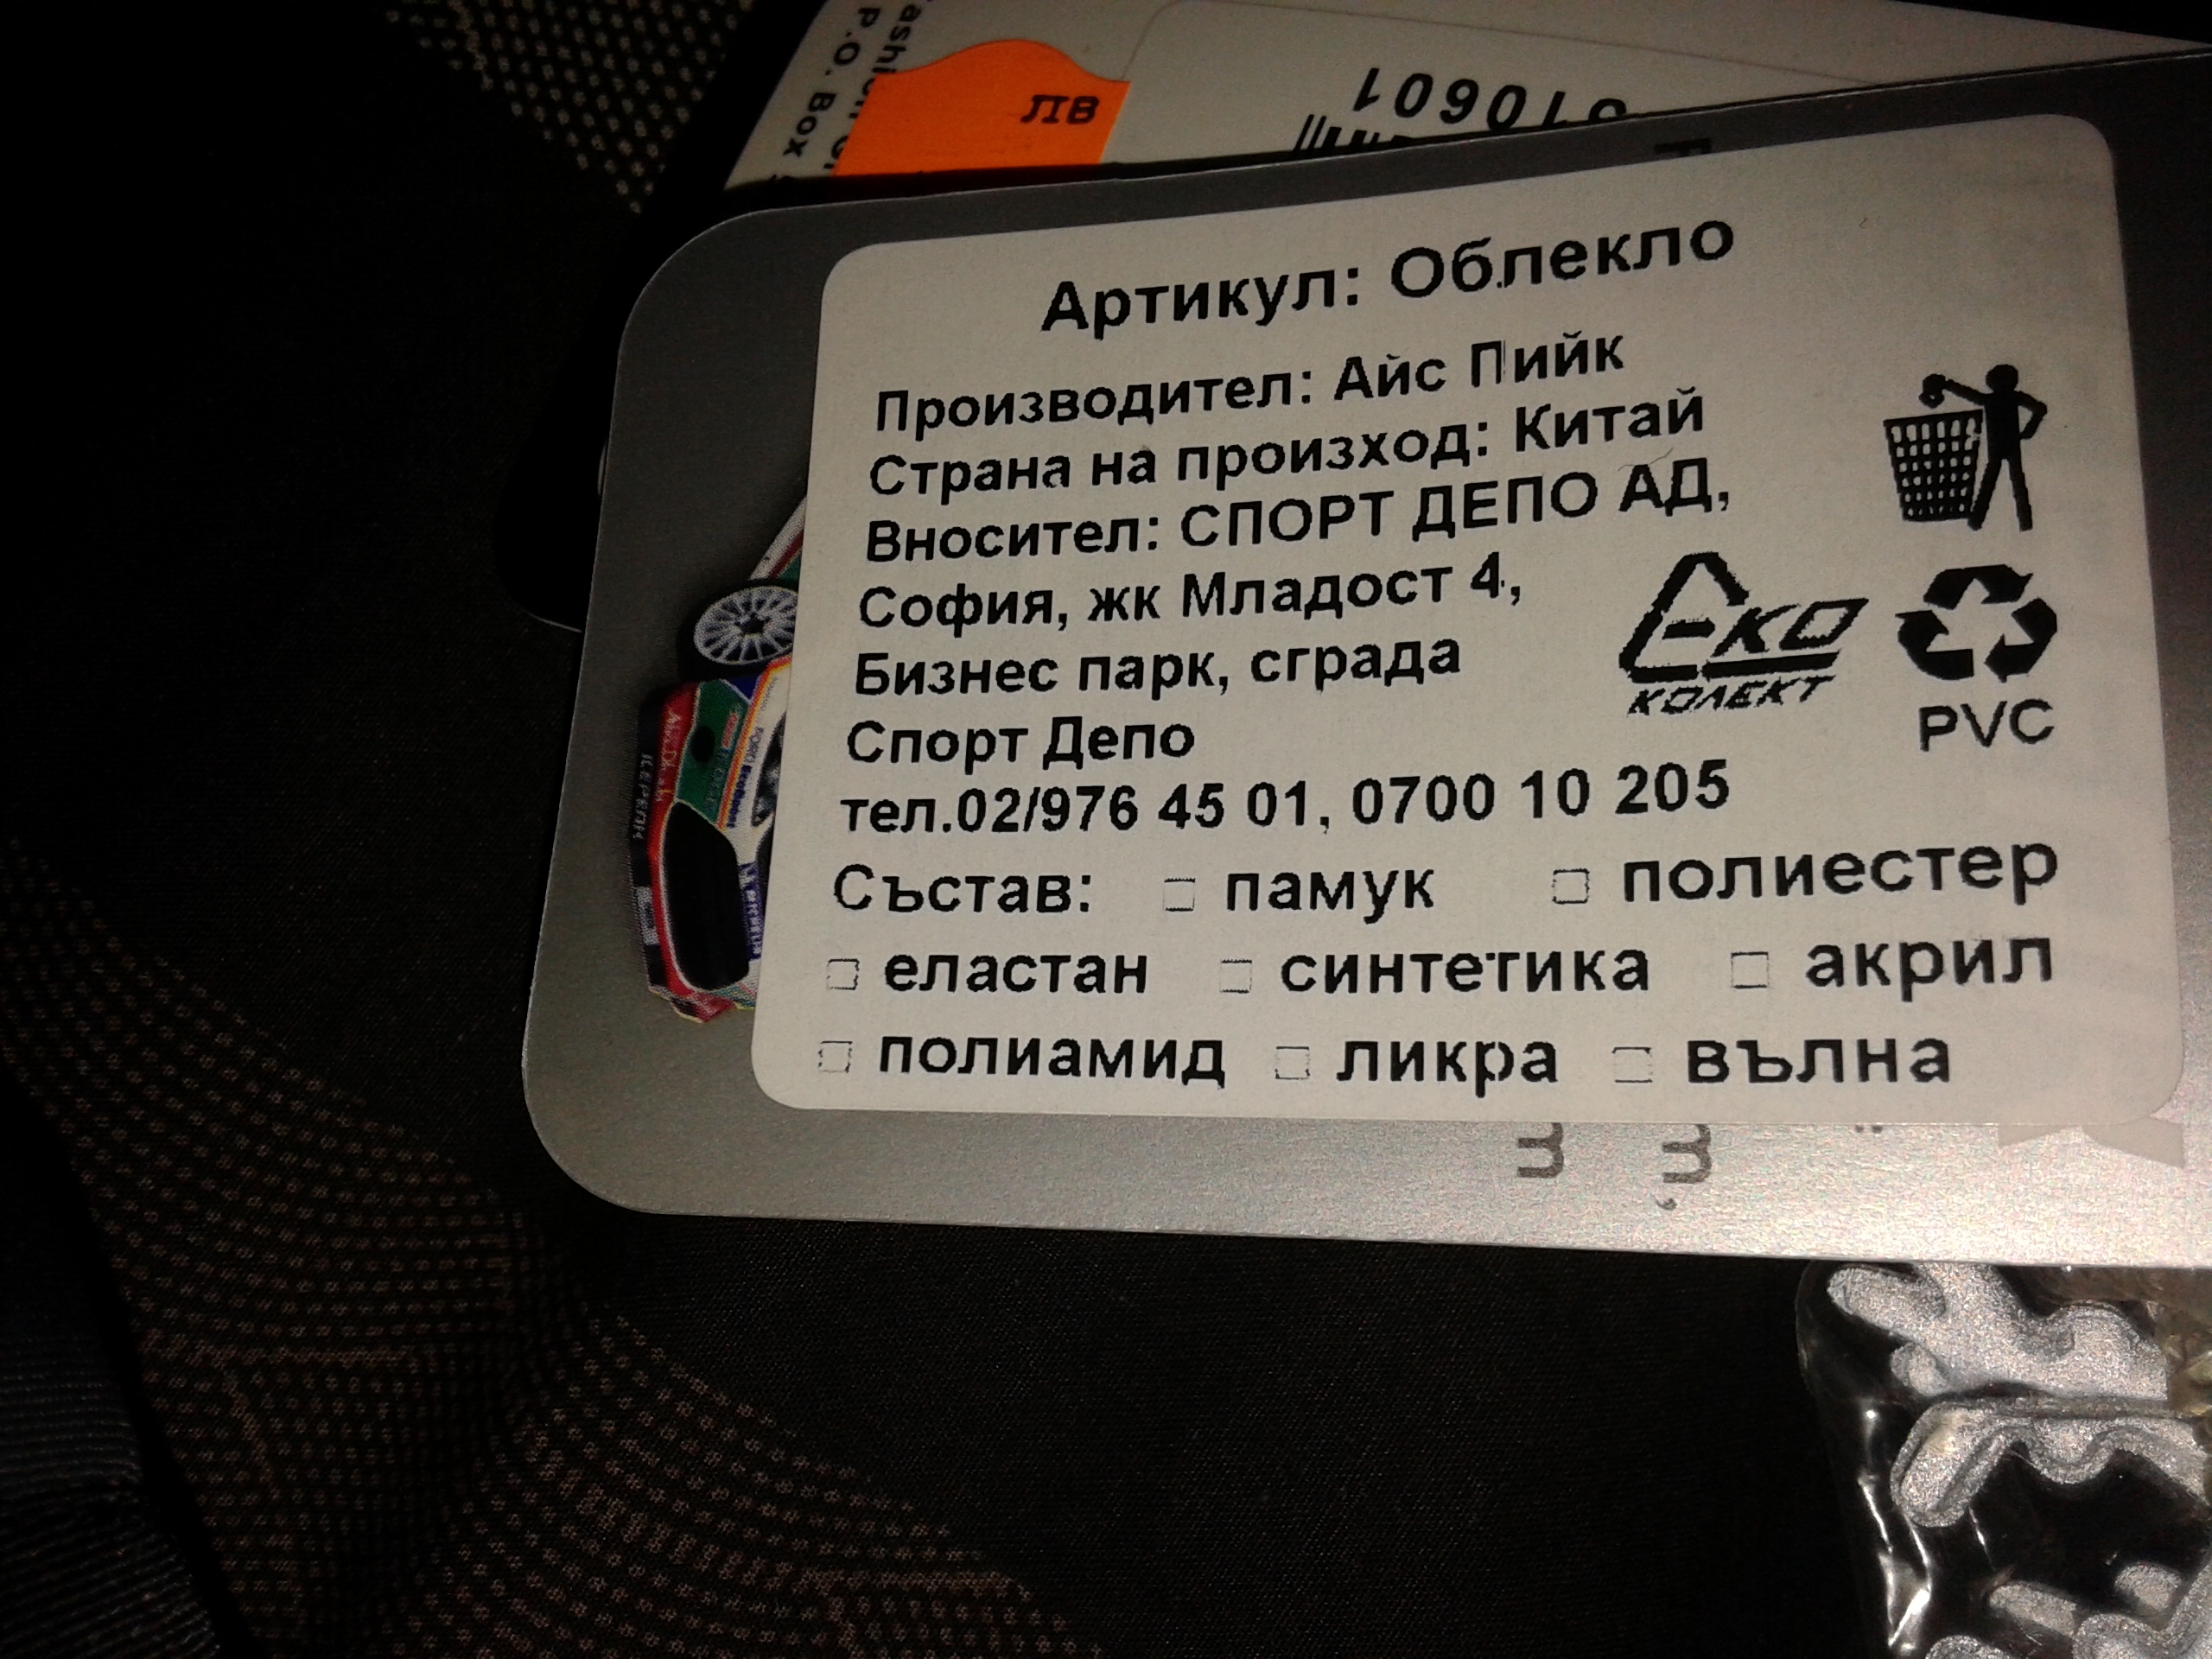 P.O. Box
лв
Артикул: Облекло
Производител: Айс Пийк
Страна на произход: Китай
Вносител: СПОРТ ДЕПО АД,
София, жк Младост 4,
Бизнес парк, сграда
Спорт Депо
тел.02/976 45 01, 0700 10 205
ЕКО
КОЛЕКТ
PVC
Състав: □ памук □ полиестер
□ еластан □ синтетика □ акрил
□ полиамид □ ликра □ вълна